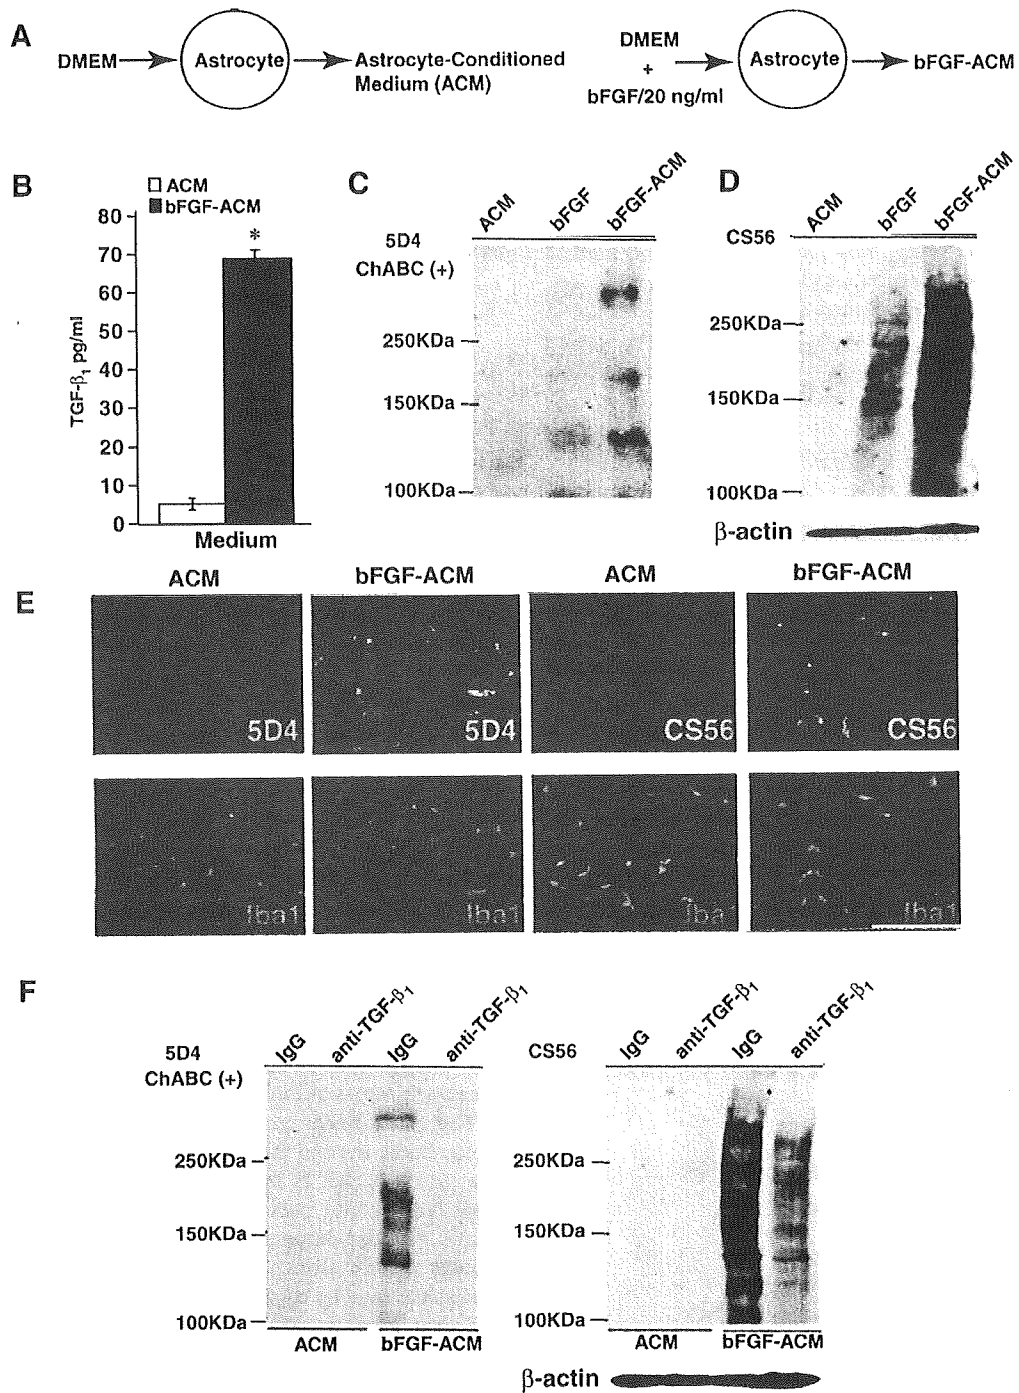 A
DMEM
Astrocyte
Astrocyte-Conditioned
Medium (ACM)
DMEM
+
bFGF/20 ng/ml
Astrocyte
bFGF-ACM
B
ACM
bFGF-ACM
*
TGF-β₁ pg/ml
80
70
60
50
40
30
20
10
0
Medium
C
ACM
bFGF
bFGF-ACM
5D4
ChABC (+)
250KDa
150KDa
100KDa
D
ACM
bFGF
bFGF-ACM
CS56
250KDa
150KDa
100KDa
β-actin
E
ACM
bFGF-ACM
ACM
bFGF-ACM
5D4
5D4
CS56
CS56
Iba1
Iba1
Iba1
Iba1
F
5D4
ChABC (+)
IgG
anti-TGF-β₁
IgG
anti-TGF-β₁
250KDa
150KDa
100KDa
ACM
bFGF-ACM
CS56
IgG
anti-TGF-β₁
IgG
anti-TGF-β₁
250KDa
150KDa
100KDa
ACM
bFGF-ACM
β-actin